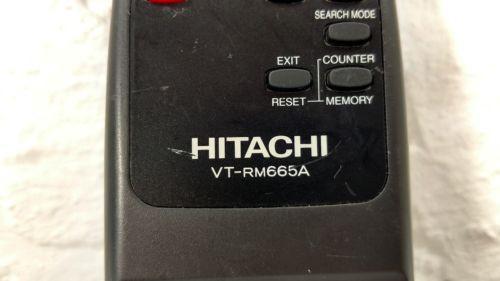 SEARCH MODE
EXIT COUNTER
RESET MEMORY
HITACHI
VT-RM665A